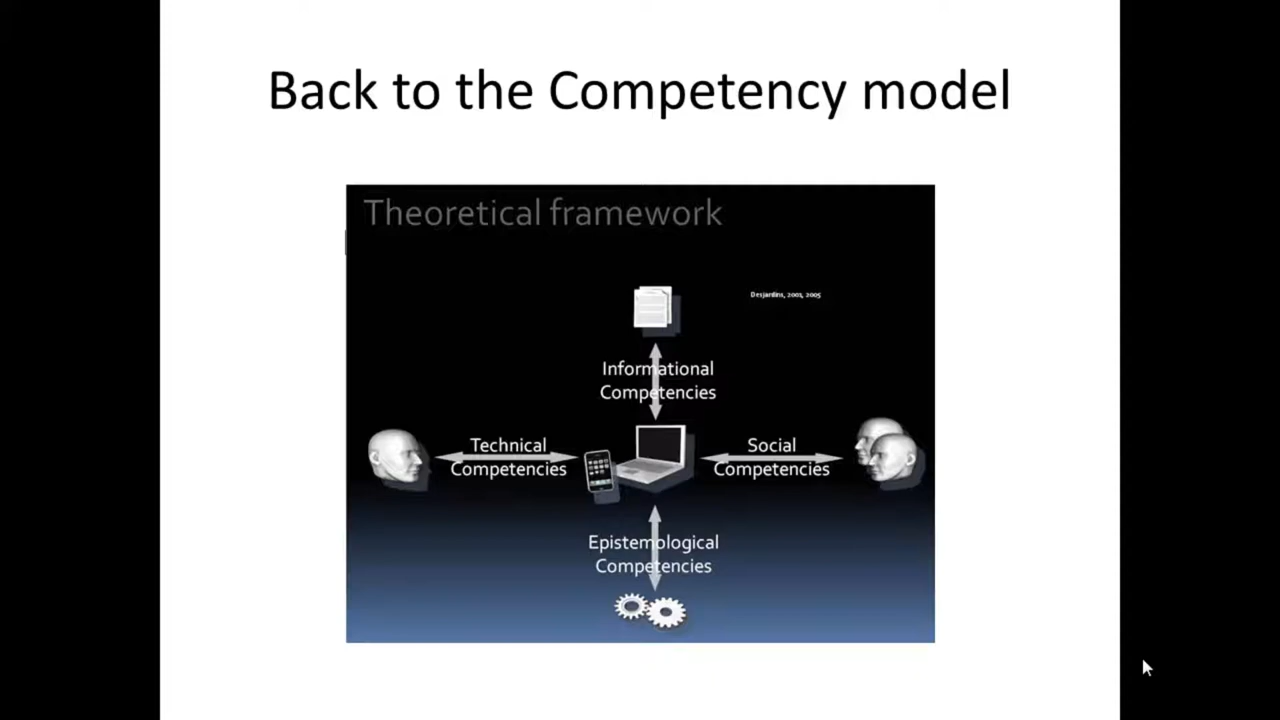 Back to the Competency model
Theoretical framework
Desjardins, 2001, 2005
Informational
Competencies
Technical
Competencies
Social
Competencies
Epistemological
Competencies